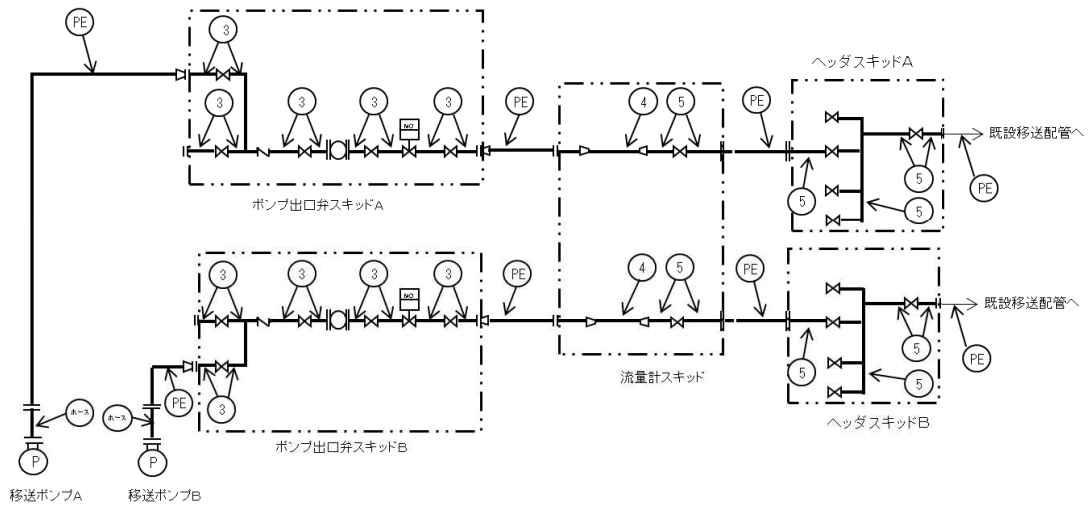 PE
3
ヘッダスキッドA
3
3
3
3
MO
PE
4
5
PE
既設移送配管へ
PE
5
5
5
ポンプ出口弁スキッドA
3
3
3
3
MO
PE
4
5
PE
既設移送配管へ
PE
5
5
5
PE
3
流量計スキッド
ヘッダスキッドB
ホース
ホース
ポンプ出口弁スキッドB
P
P
移送ポンプA
移送ポンプB